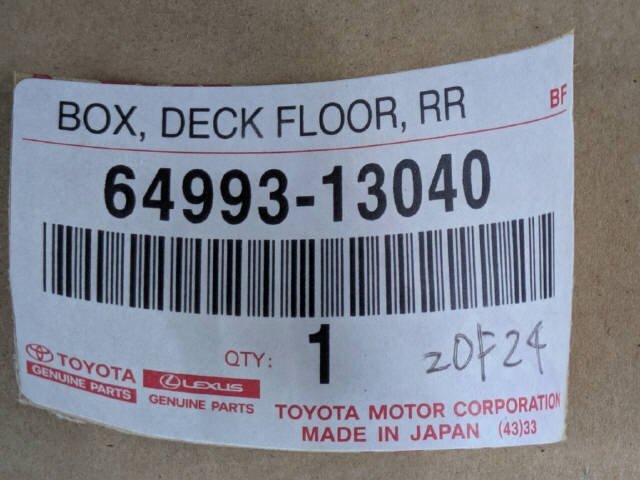 BOX, DECK FLOOR, RR BF
64993-13040
QTY: 1
20F24
TOYOTA
GENUINE PARTS
LEXUS
GENUINE PARTS
TOYOTA MOTOR CORPORATION
MADE IN JAPAN (43)33